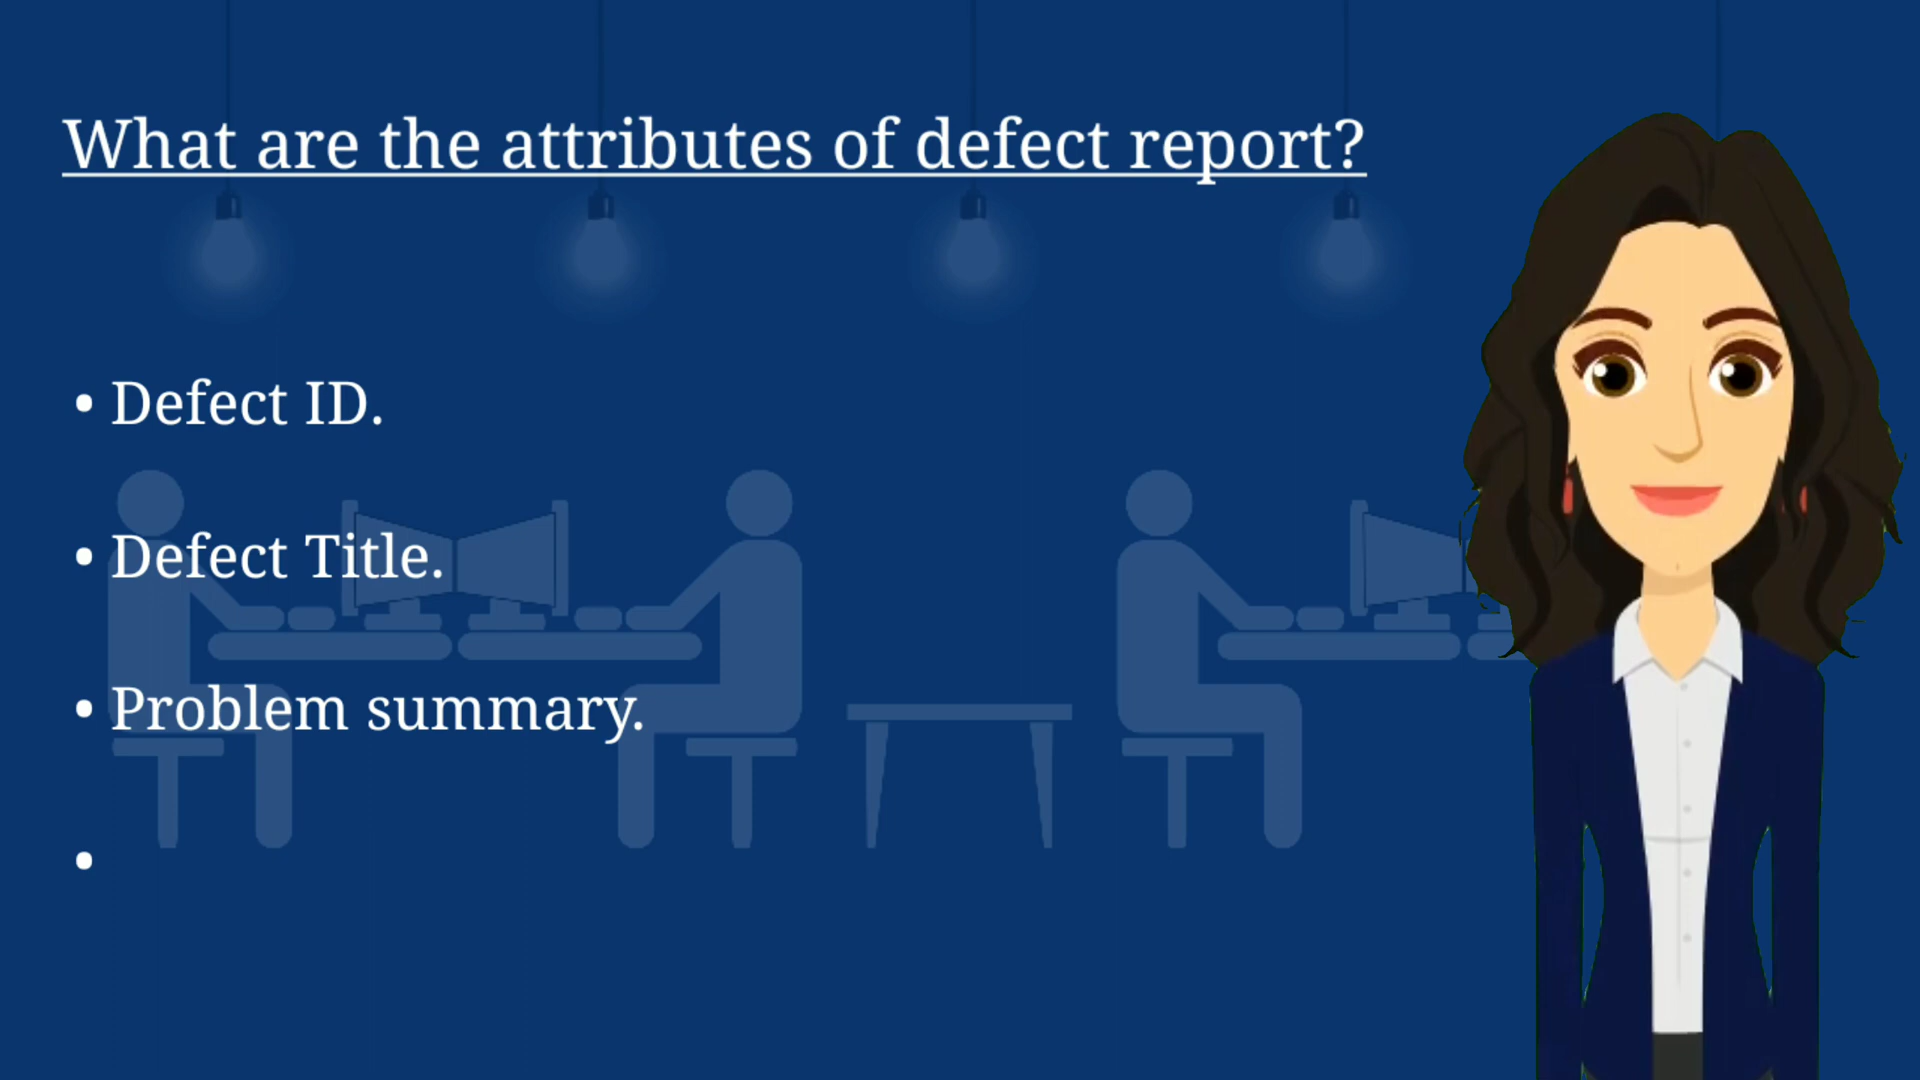 What are the attributes of defect report?
• Defect ID.
• Defect Title.
• Problem summary.
•